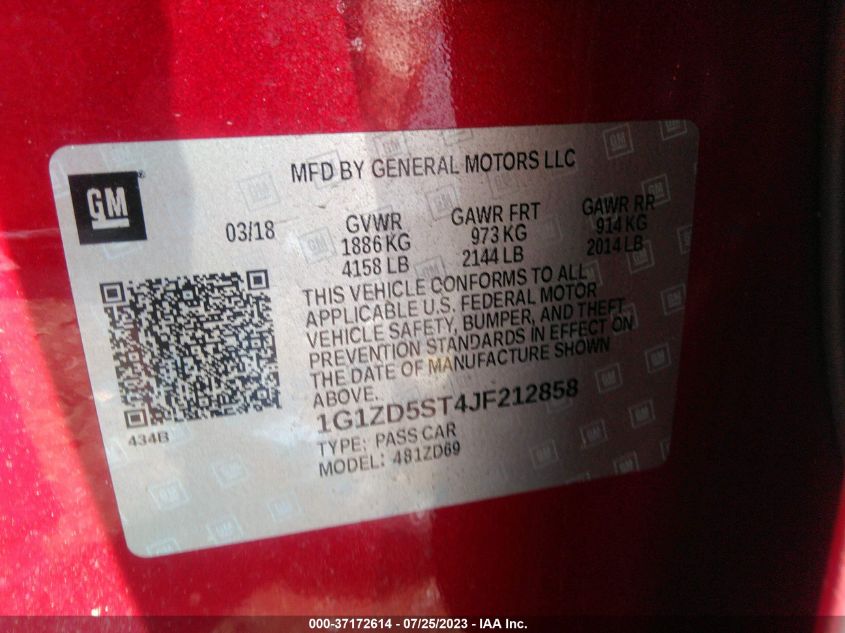 MFD BY GENERAL MOTORS LLC
GM
®
03/18
GVWR
1886 KG
4158 LB
GAWR FRT
973 KG
2144 LB
GAWR RR
914 KG
2014 LB
THIS VEHICLE CONFORMS TO ALL
APPLICABLE U.S. FEDERAL MOTOR
VEHICLE SAFETY, BUMPER, AND THEFT
PREVENTION STANDARDS IN EFFECT ON
THE DATE OF MANUFACTURE SHOWN
ABOVE.
434B
1G1ZD5ST4JF212858
TYPE: PASS CAR
MODEL: 481ZD69
000-37172614 - 07/25/2023 - IAA Inc.